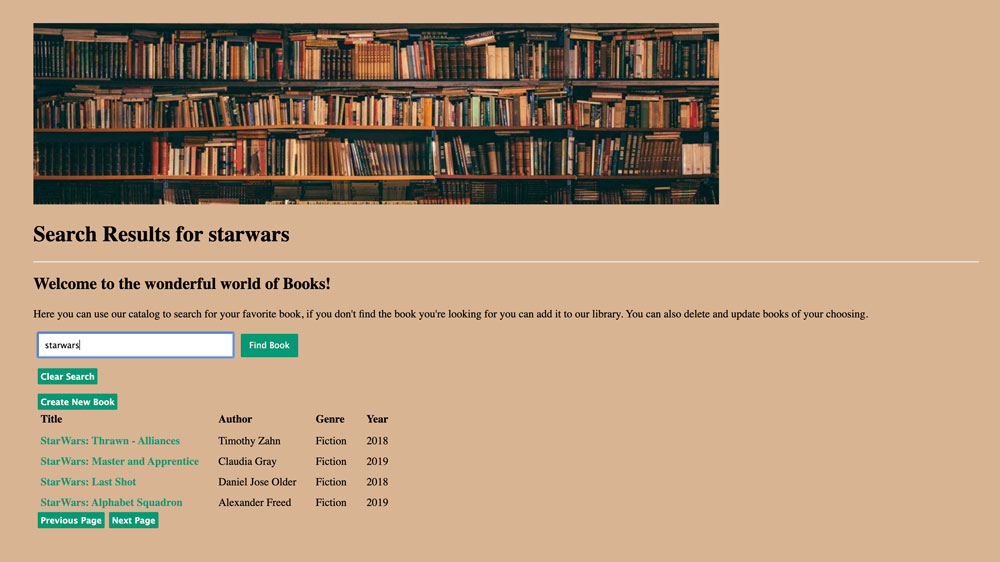 Search Results for starwars
Welcome to the wonderful world of Books!
Here you can use our catalog to search for your favorite book, if you don't find the book you're looking for you can add it to our library. You can also delete and update books of your choosing.
starwars
Find Book
Clear Search
Create New Book
Title Author Genre Year
StarWars: Thrawn - Alliances Timothy Zahn Fiction 2018
StarWars: Master and Apprentice Claudia Gray Fiction 2019
StarWars: Last Shot Daniel Jose Older Fiction 2018
StarWars: Alphabet Squadron Alexander Freed Fiction 2019
Previous Page Next Page